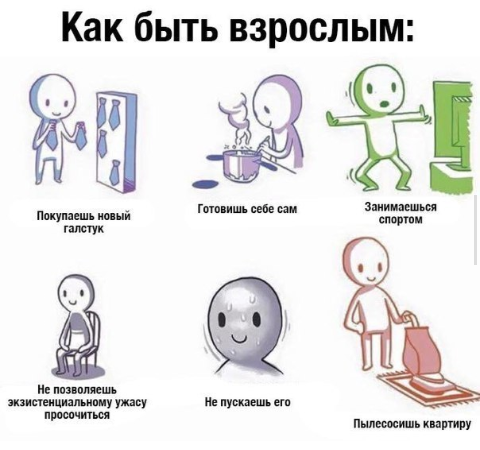 Как быть взрослым:
Покупаешь новый
галстук
Готовишь себе сам
Занимаешься
спортом
Не позволяешь
экзистенциальному ужасу
просочиться
Не пускаешь его
Пылесосишь квартиру